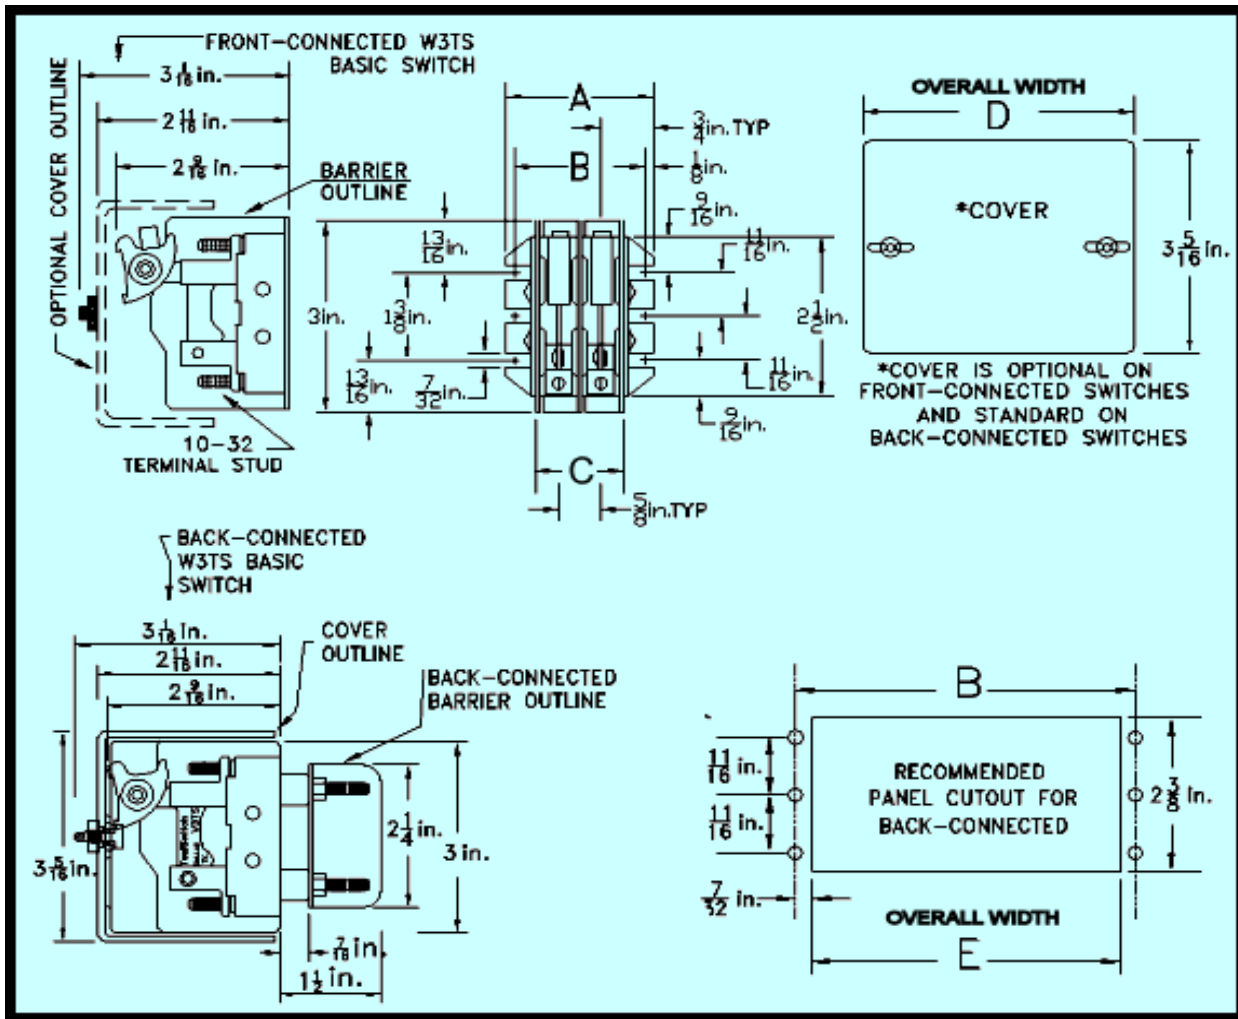 FRONT-CONNECTED W3TS
BASIC SWITCH
3 1/16 in.
2 11/16 in.
2 9/16 in.
OPTIONAL COVER OUTLINE
BARRIER
OUTLINE
10-32
TERMINAL STUD
A
3/4 in. TYP
B
1/8 in.
9/16 in.
13/16 in.
11/16 in.
3in.
1 3/8 in.
2 1/2 in.
13/16 in.
7/32 in.
11/16 in.
9/16 in.
C
5/8 in.TYP
OVERALL WIDTH
D
*COVER
3 5/16 in.
*COVER IS OPTIONAL ON
FRONT-CONNECTED SWITCHES
AND STANDARD ON
BACK-CONNECTED SWITCHES
BACK-CONNECTED
W3TS BASIC
SWITCH
3 1/16 in.
2 11/16 in.
2 9/16 in.
COVER
OUTLINE
BACK-CONNECTED
BARRIER OUTLINE
3 5/16 in.
2 1/4 in.
3 in.
7/16 in.
1 1/2 in.
B
11/16 in.
11/16 in.
7/32 in.
RECOMMENDED
PANEL CUTOUT FOR
BACK-CONNECTED
2 3/8 in.
OVERALL WIDTH
E